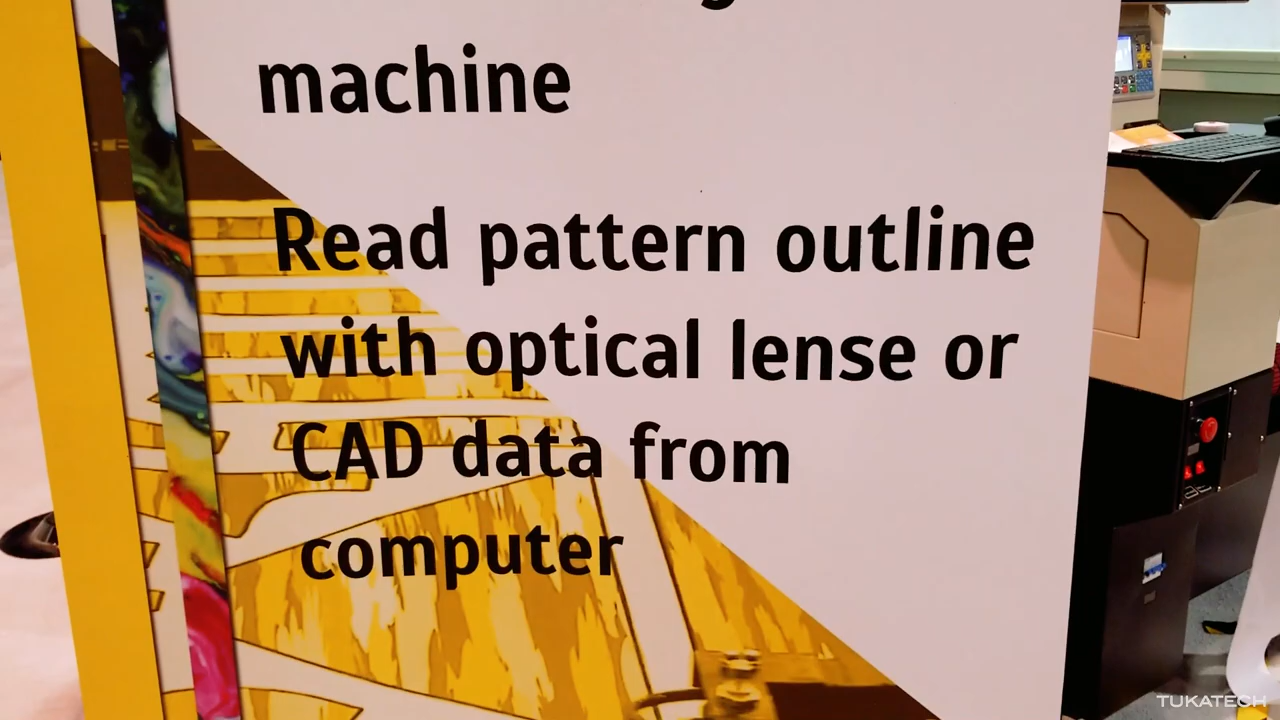 machine
Read pattern outline
with optical lense or
CAD data from
computer
TUKATECH